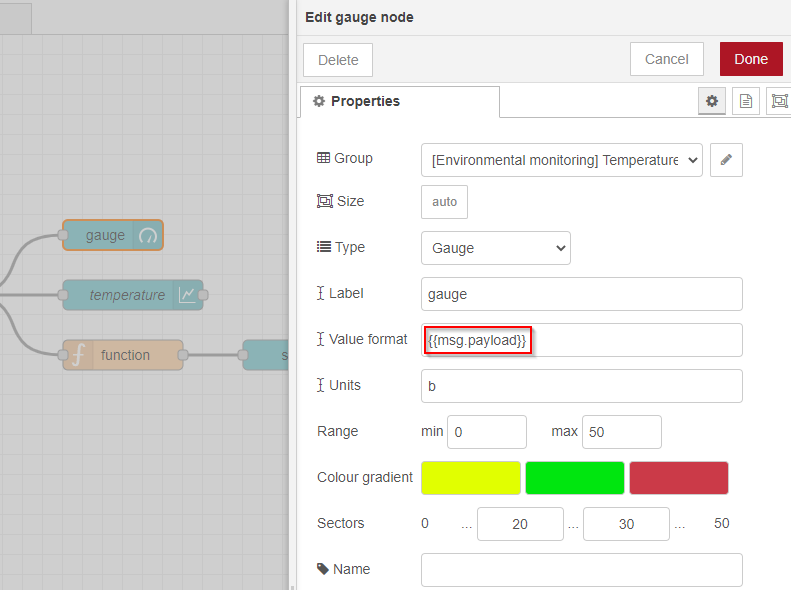 Edit gauge node
Delete
Cancel
Done
Properties
Group
[Environmental monitoring] Temperature
Size
auto
Type
Gauge
Label
gauge
Value format
{{msg.payload}}
Units
b
Range
min
0
max
50
Colour gradient
Sectors
0
...
20
...
30
...
50
Name
gauge
temperature
f
function
s